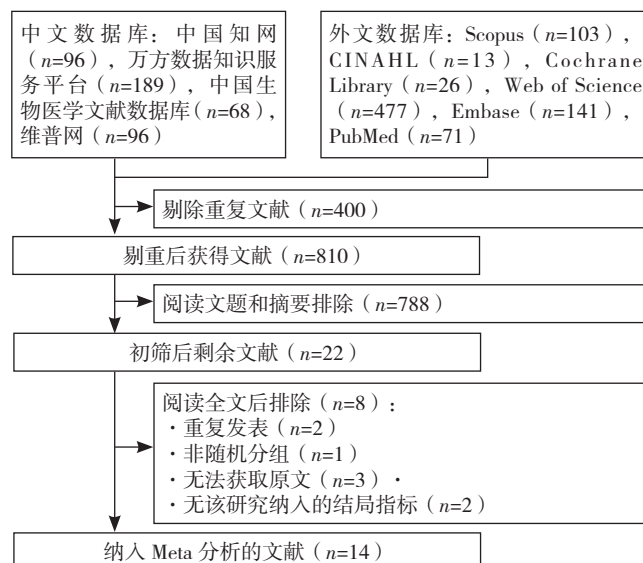 中文数据库：中国知网
（n=96），万方数据知识服
务平台（n=189），中国生
物医学文献数据库（n=68），
维普网（n=96）
外文数据库：Scopus（n=103），
CINAHL（n=13），Cochrane
Library（n=26），Web of Science
（n=477），Embase（n=141），
PubMed（n=71）
剔除重复文献（n=400）
剔重后获得文献（n=810）
阅读文题和摘要排除（n=788）
初筛后剩余文献（n=22）
阅读全文后排除（n=8）：
·重复发表（n=2）
·非随机分组（n=1）
·无法获取原文（n=3）·
·无该研究纳入的结局指标（n=2）
纳入 Meta 分析的文献（n=14）